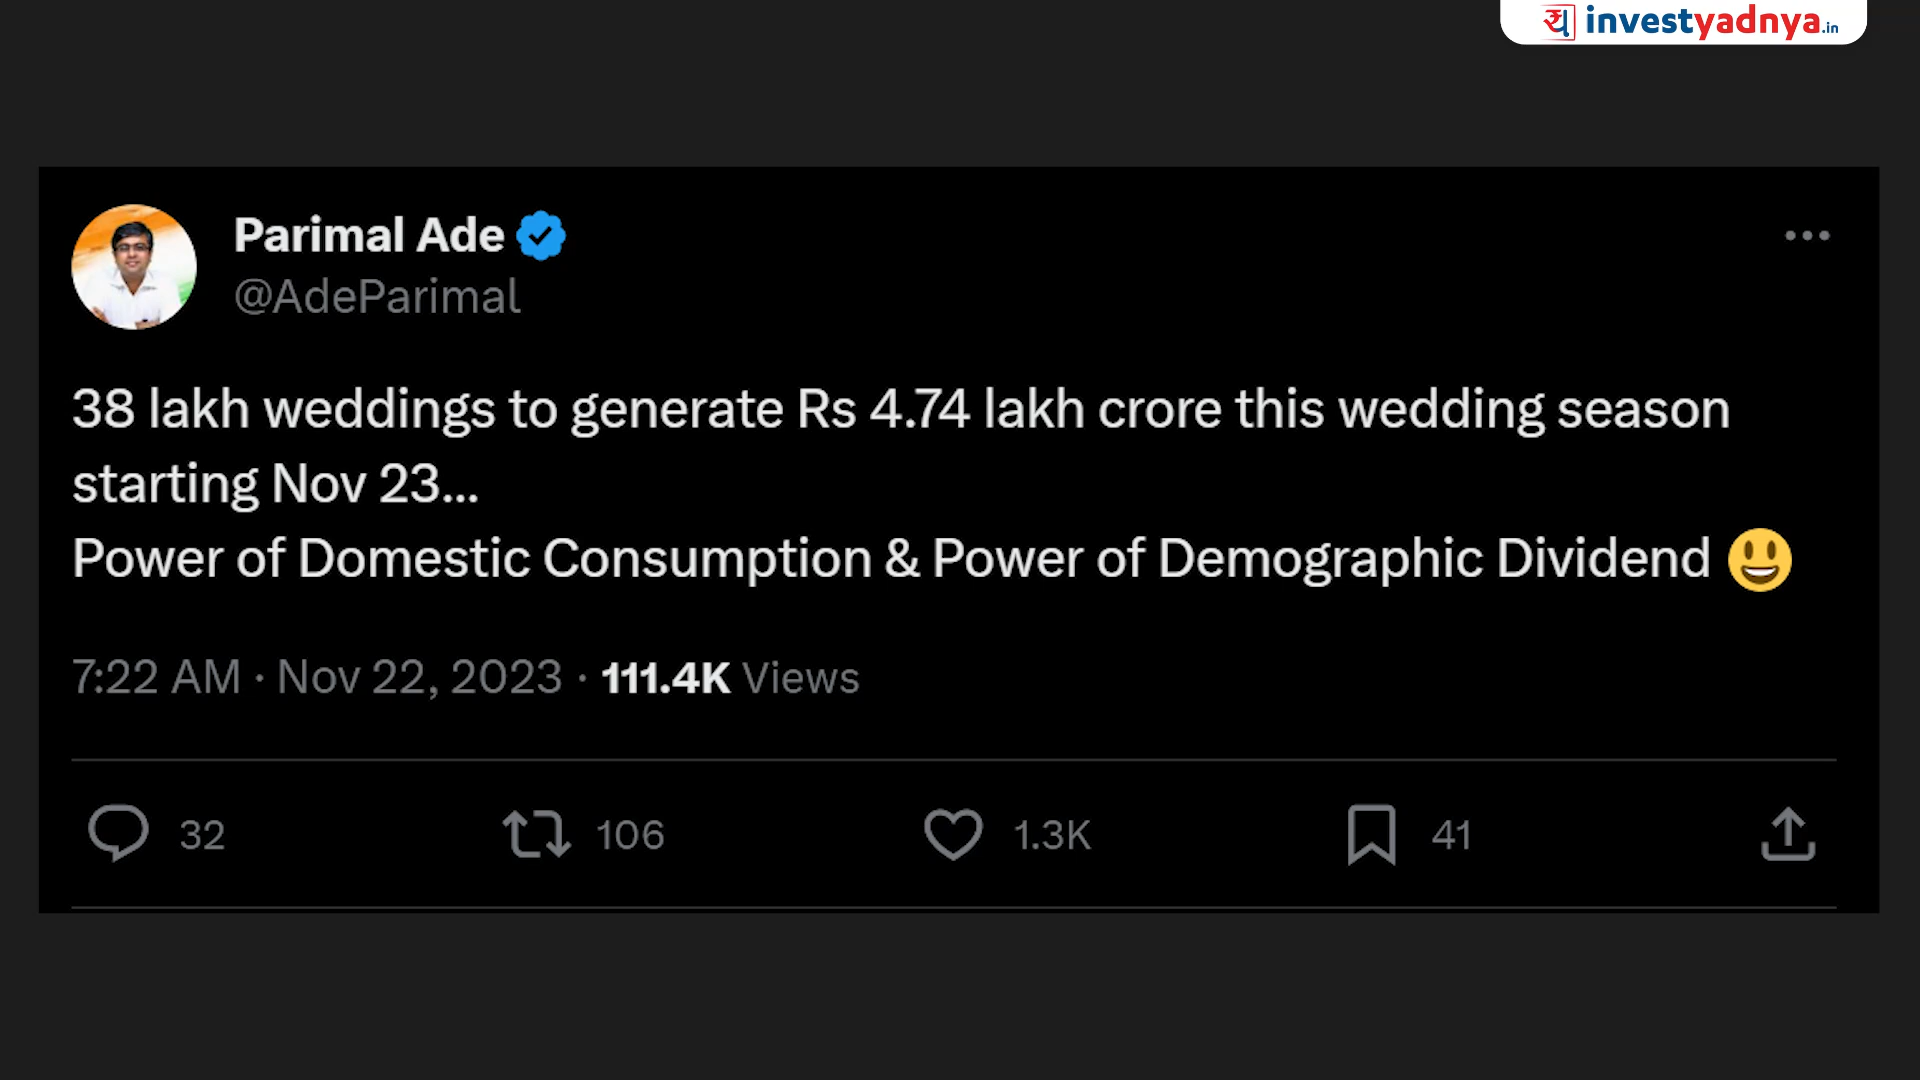 investyadnya.in
Parimal Ade
@AdeParimal
38 lakh weddings to generate Rs 4.74 lakh crore this wedding season
starting Nov 23...
Power of Domestic Consumption & Power of Demographic Dividend 😃
7:22 AM · Nov 22, 2023 · 111.4K Views
32 106 1.3K 41